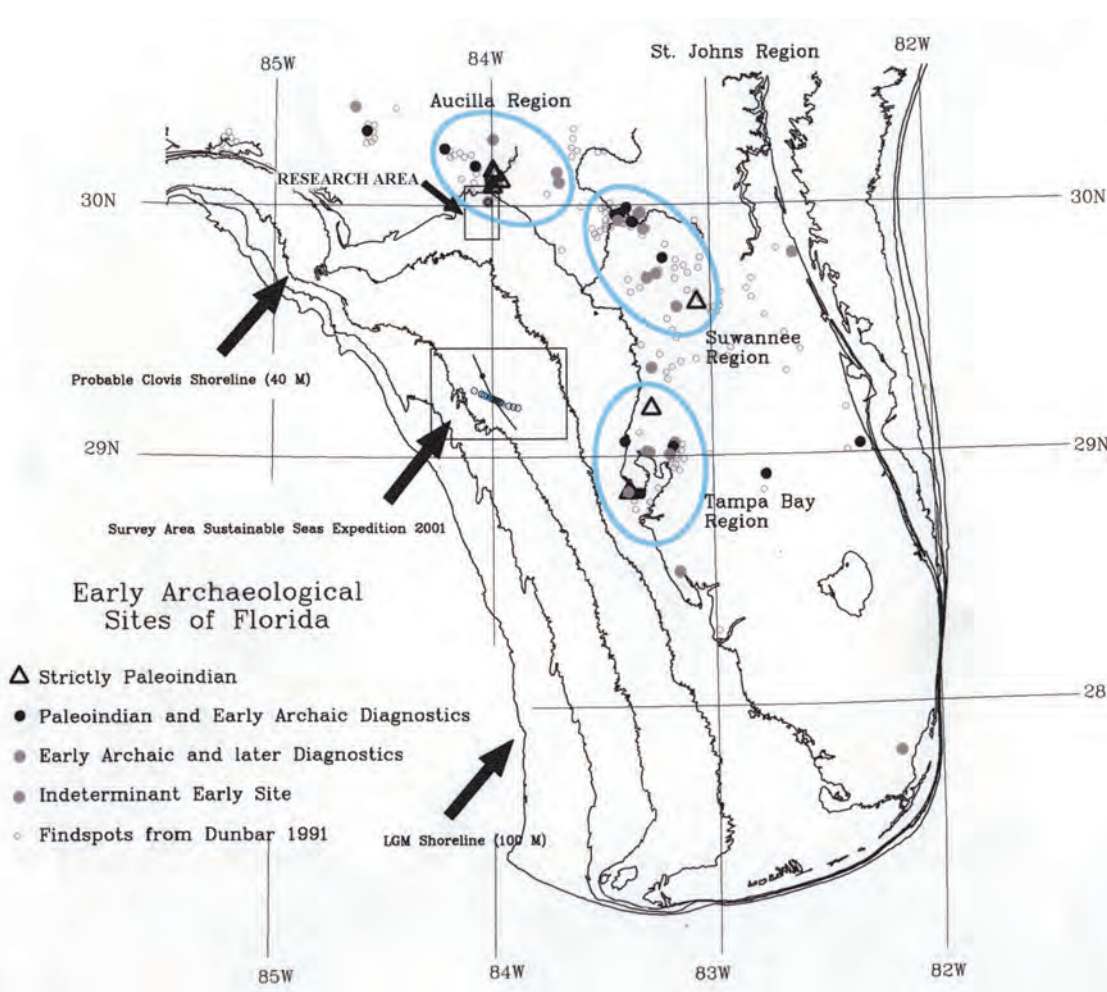 82W
St. Johns Region
85W
84W
Aucilla Region
RESEARCH AREA
30N
30N
Suwannee
Region
Probable Clovis Shoreline (40 M)
29N
29N
Tampa Bay
Region
Survey Area Sustainable Seas Expedition 2001
Early Archaeological
Sites of Florida
Strictly Paleoindian
28
Paleoindian and Early Archaic Diagnostics
Early Archaic and later Diagnostics
Indeterminant Early Site
Findspots from Dunbar 1991
LGM Shoreline (100 M)
85W
84W
83W
82W